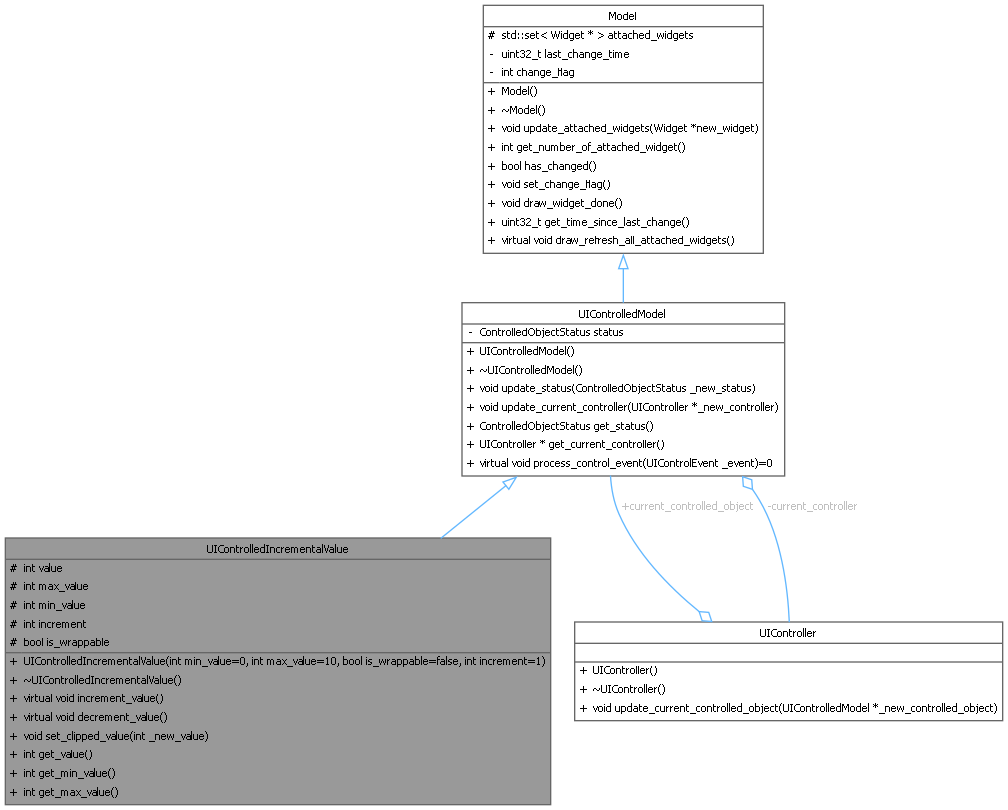 Model
# std::set< Widget * > attached_widgets
- uint32_t last_change_time
- int change_flag
+ Model()
+ ~Model()
+ void update_attached_widgets(Widget *new_widget)
+ int get_number_of_attached_widget()
+ bool has_changed()
+ void set_change_flag()
+ void draw_widget_done()
+ uint32_t get_time_since_last_change()
+ virtual void draw_refresh_all_attached_widgets()
UIControlledModel
- ControlledObjectStatus status
+ UIControlledModel()
+ ~UIControlledModel()
+ void update_status(ControlledObjectStatus _new_status)
+ void update_current_controller(UIController *_new_controller)
+ ControlledObjectStatus get_status()
+ UIController * get_current_controller()
+ virtual void process_control_event(UIControlEvent _event)=0
+current_controlled_object
-current_controller
UIControlledIncrementalValue
# int value
# int max_value
# int min_value
# int increment
# bool is_wrappable
+ UIControlledIncrementalValue(int min_value=0, int max_value=10, bool is_wrappable=false, int increment=1)
+ ~UIControlledIncrementalValue()
+ virtual void increment_value()
+ virtual void decrement_value()
+ void set_clipped_value(int _new_value)
+ int get_value()
+ int get_min_value()
+ int get_max_value()
UIController
+ UIController()
+ ~UIController()
+ void update_current_controlled_object(UIControlledModel *_new_controlled_object)